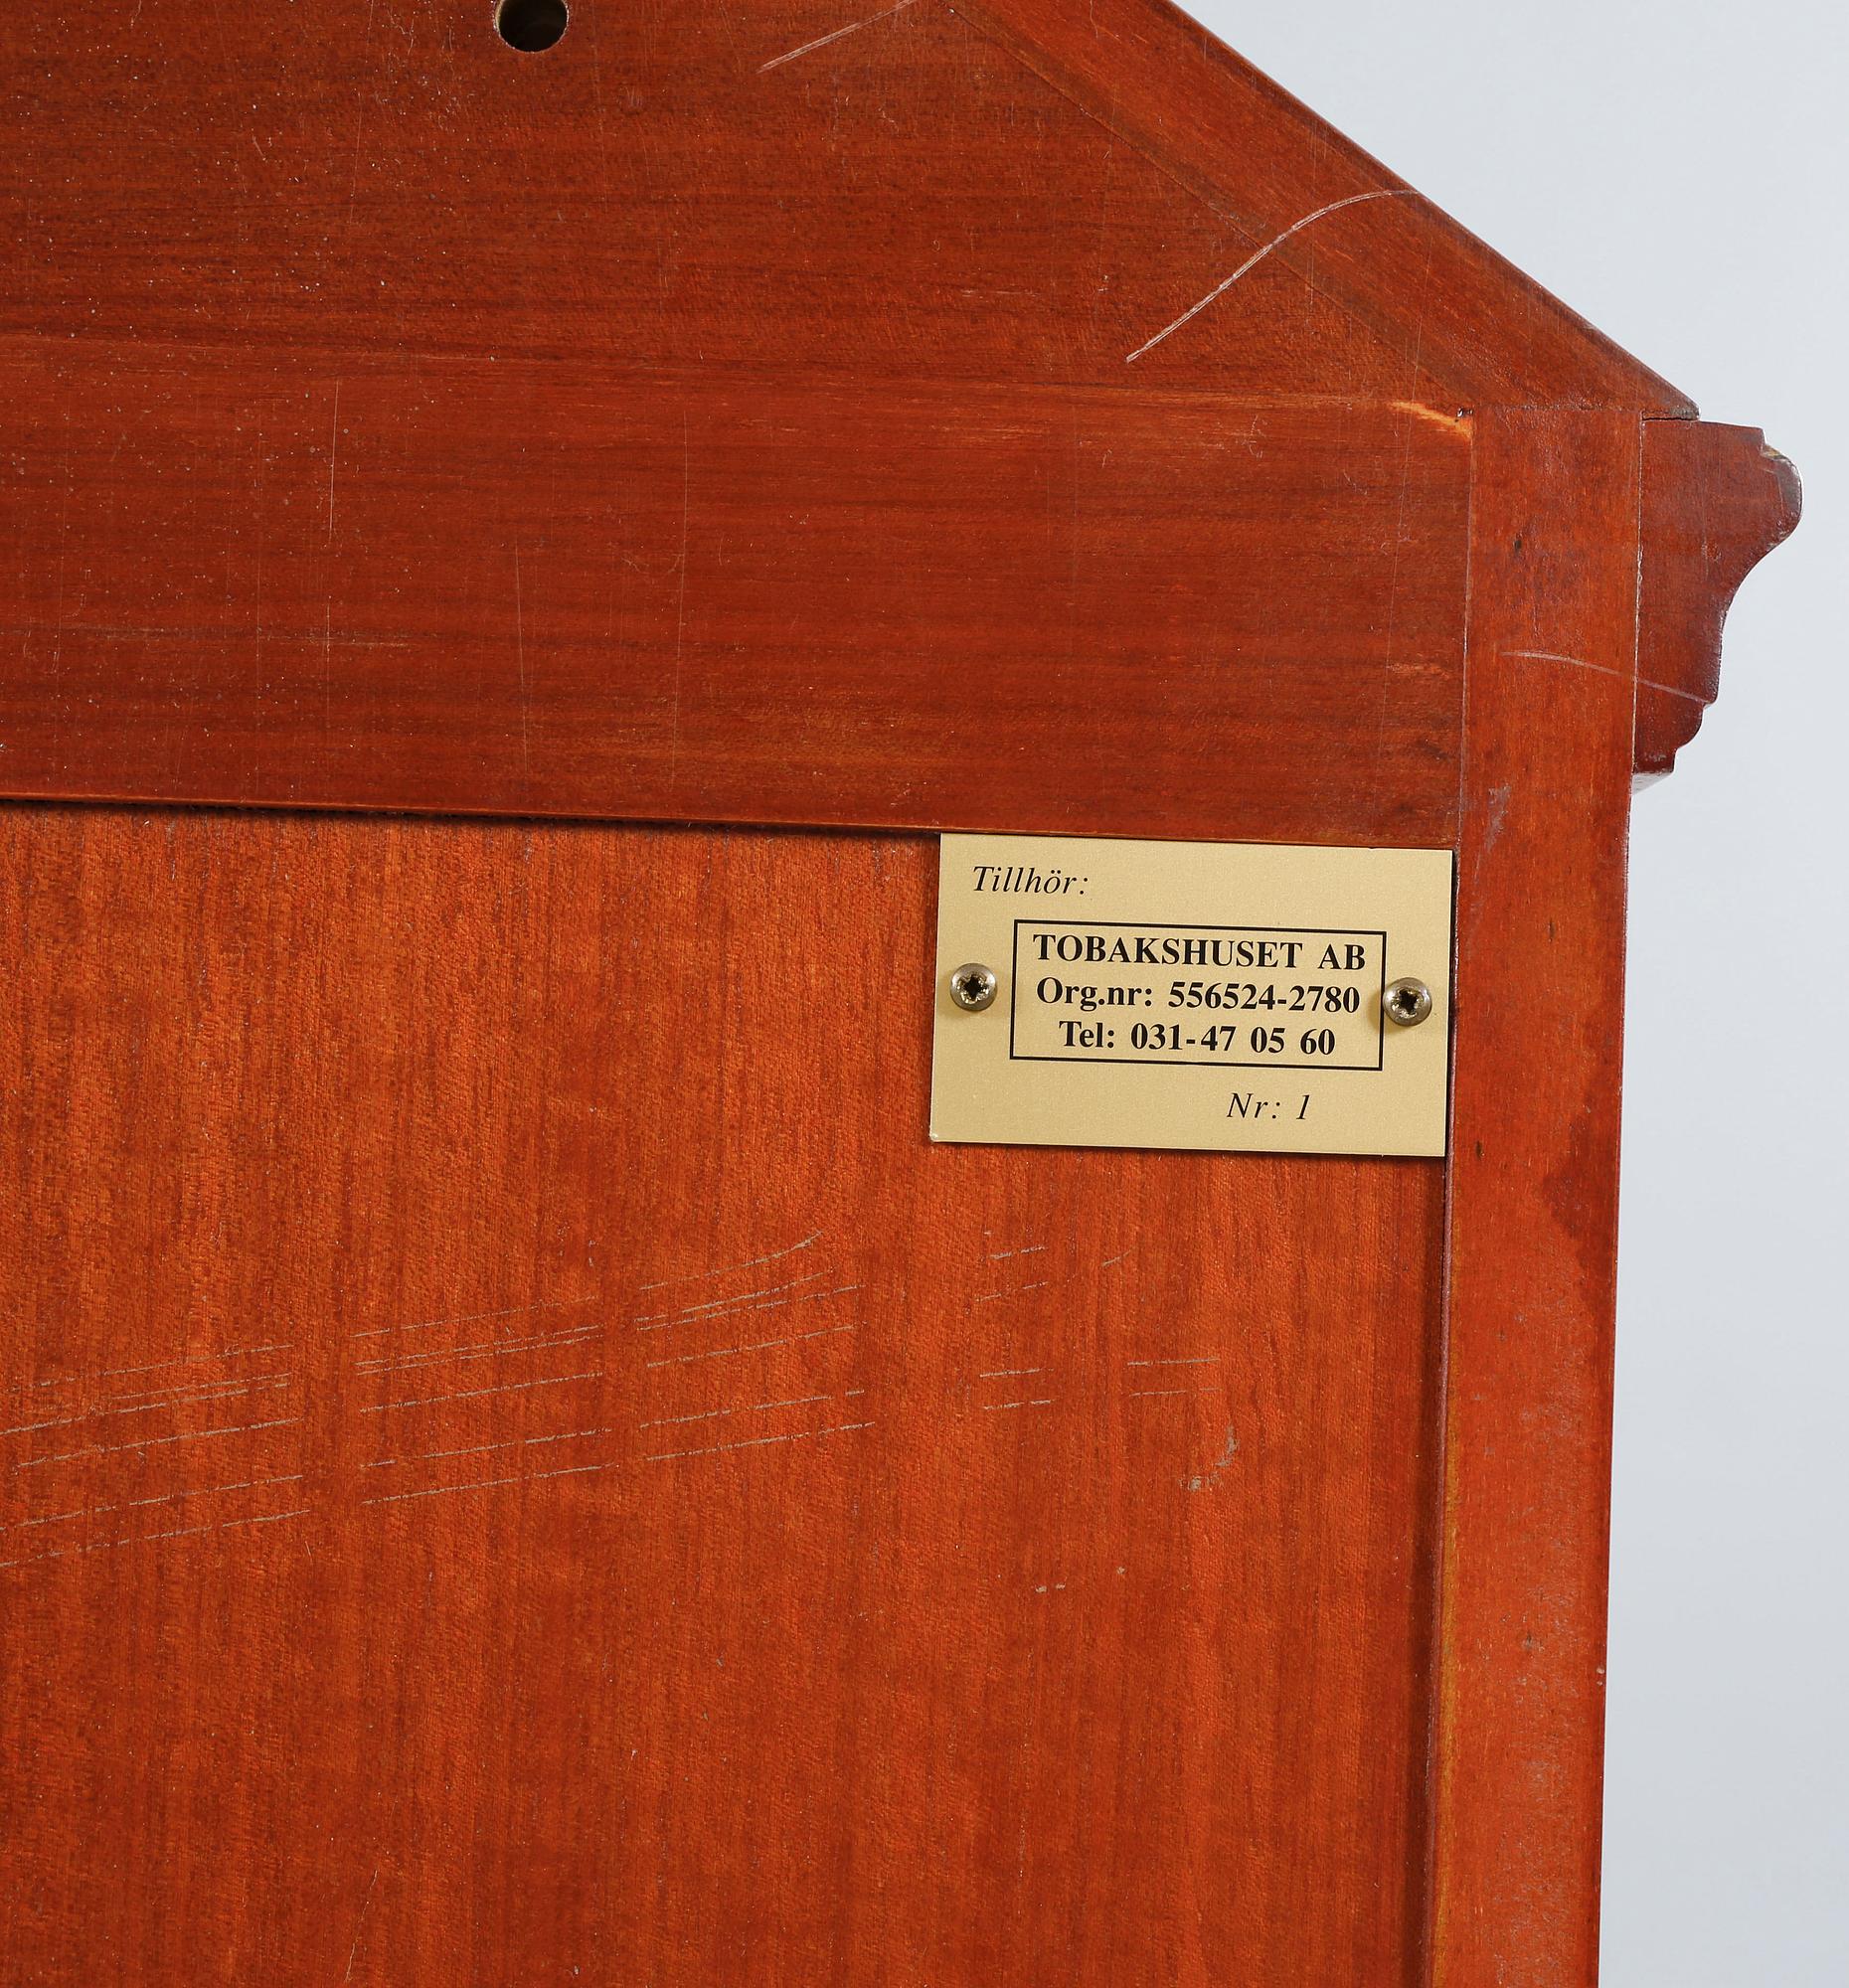 Tillhör:
TOBAKSHUSET AB
Org.nr: 556524-2780
Tel: 031-47 05 60
Nr: 1